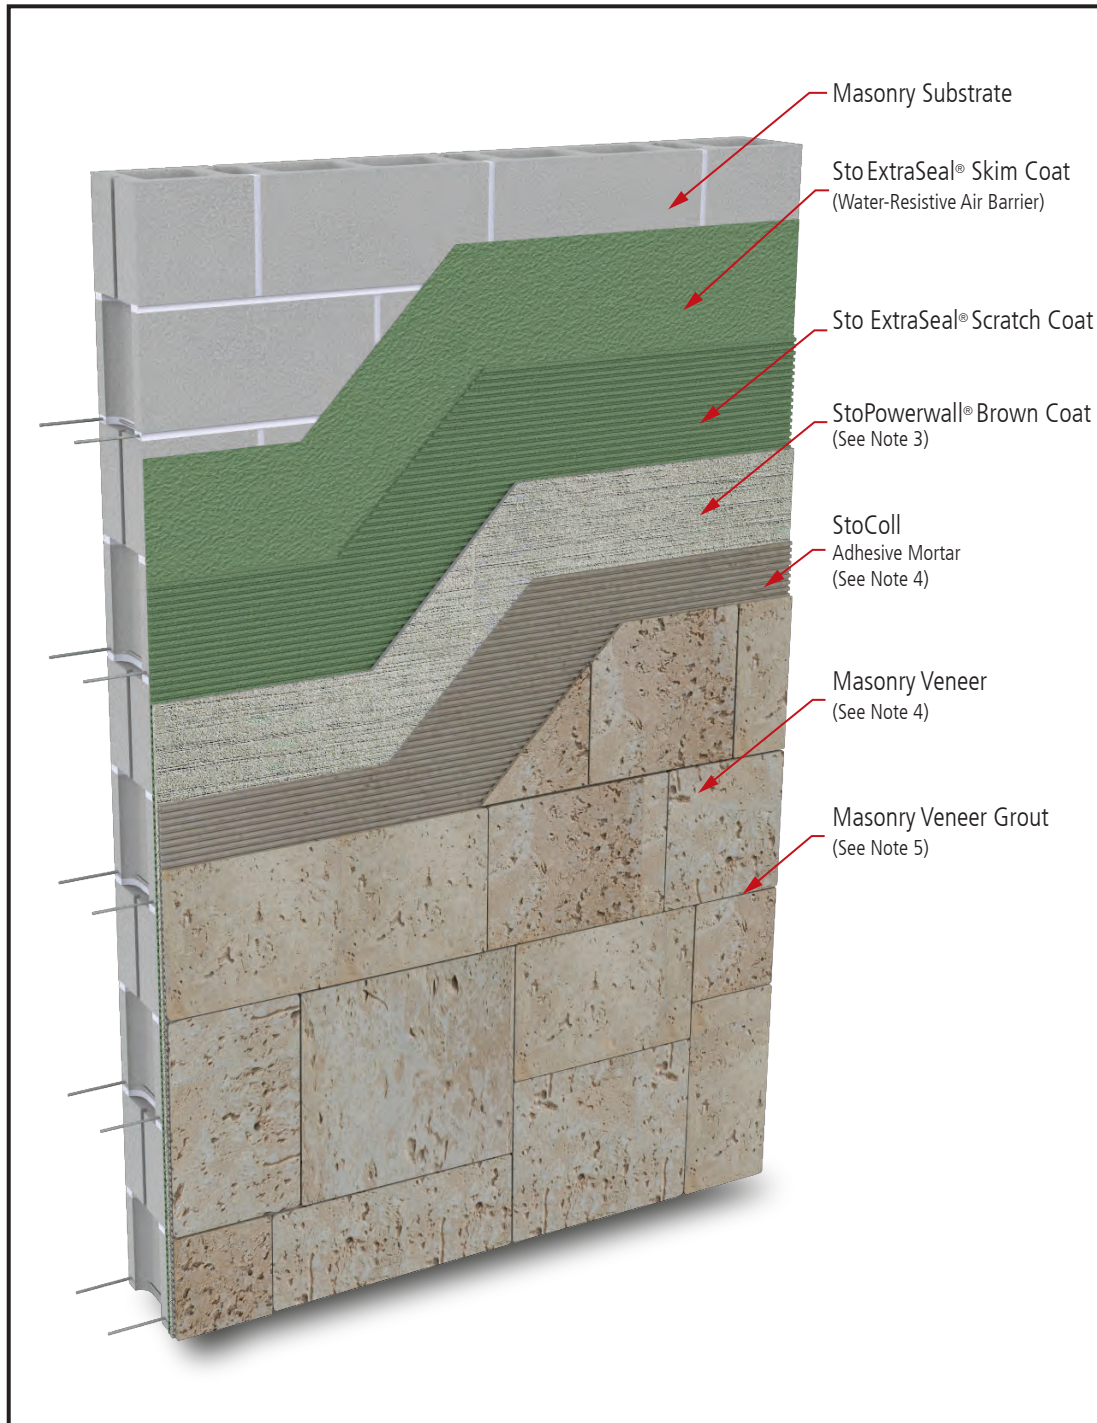 Masonry Substrate
Sto ExtraSeal® Skim Coat
(Water-Resistive Air Barrier)
Sto ExtraSeal® Scratch Coat
StoPowerwall® Brown Coat
(See Note 3)
StoColl
Adhesive Mortar
(See Note 4)
Masonry Veneer
(See Note 4)
Masonry Veneer Grout
(See Note 5)